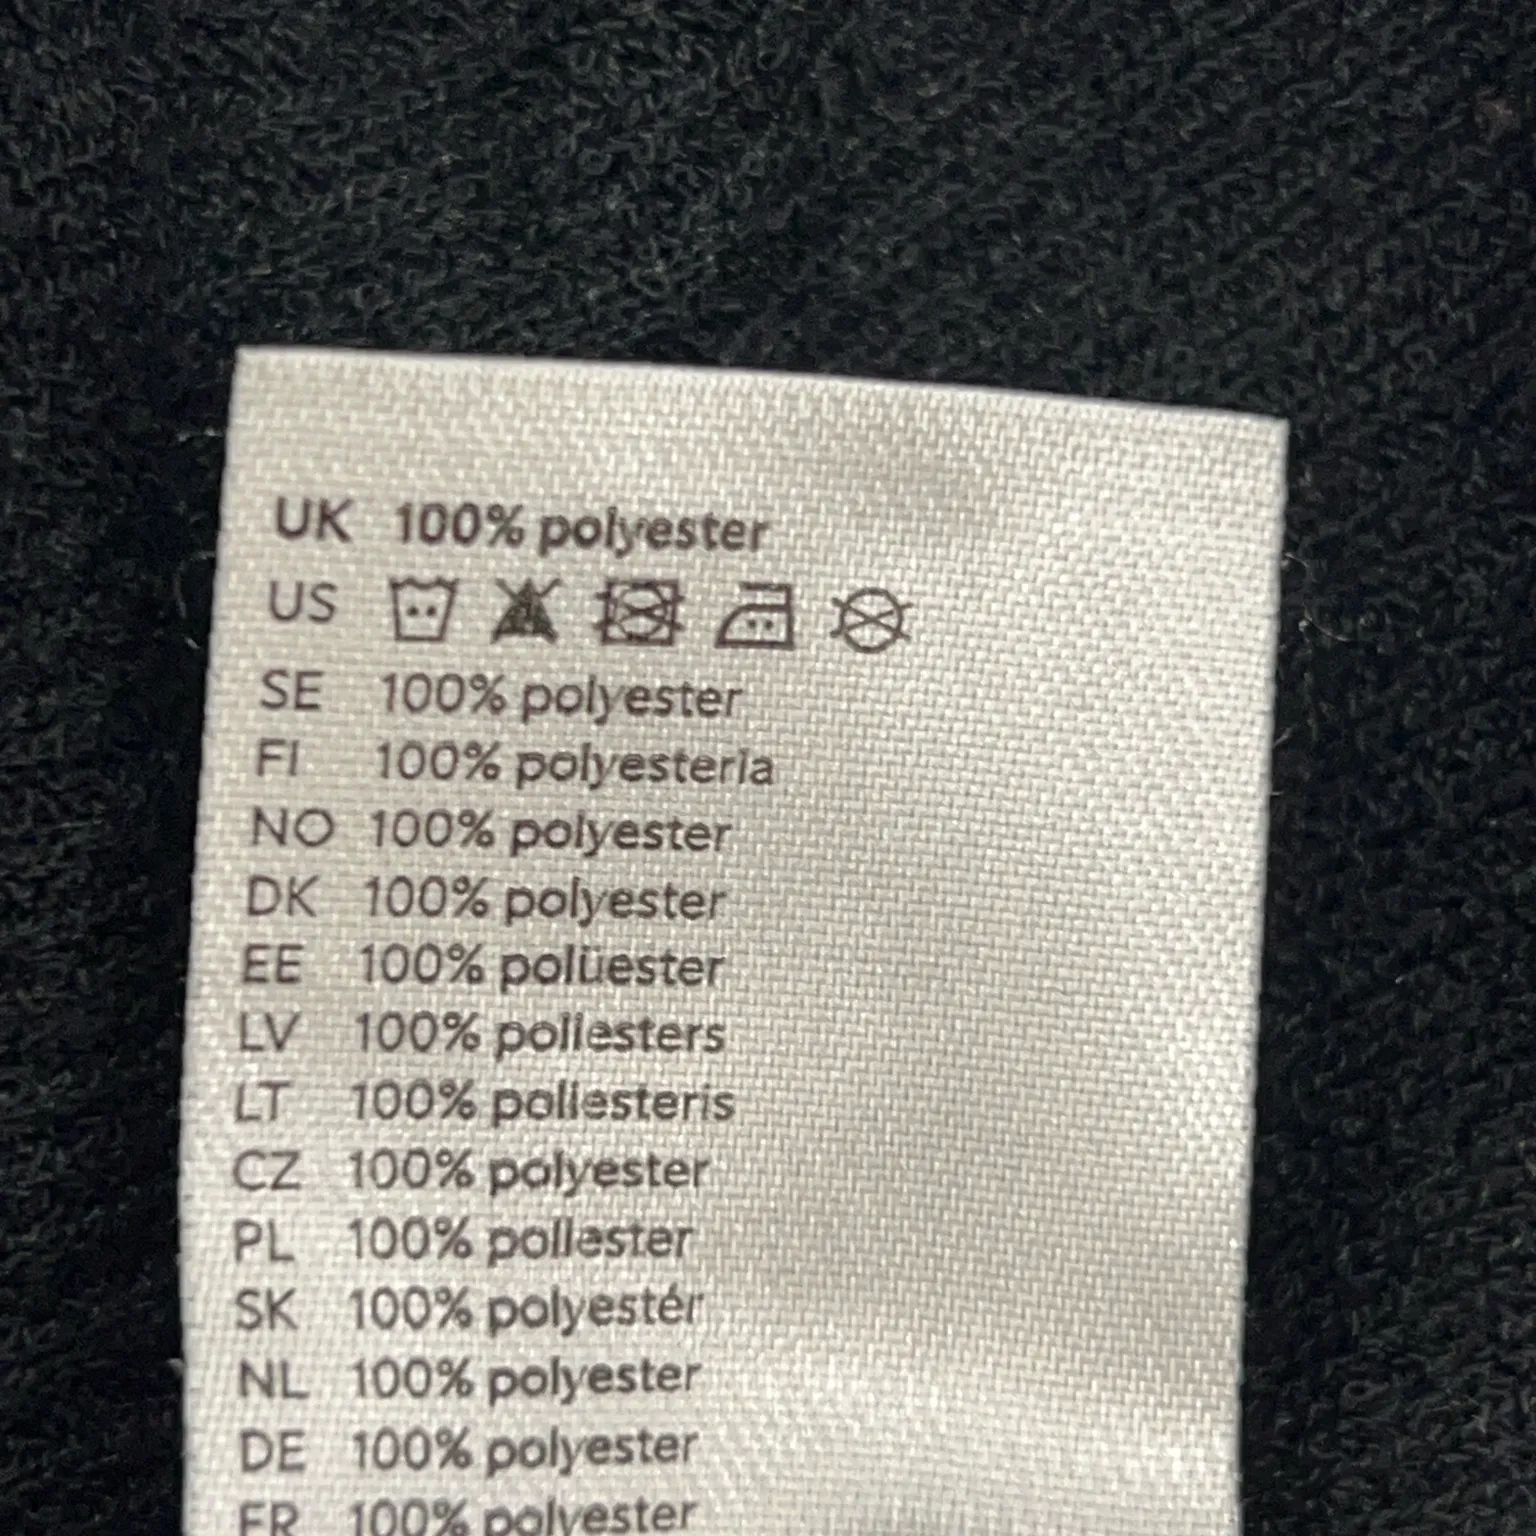 UK 100% polyester
US
SE 100% polyester
FI 100% polyesteria
NO 100% polyester
DK 100% polyester
EE 100% polüester
LV 100% poliesters
LT 100% poliesteris
CZ 100% polyester
PL 100% poliester
SK 100% polyestér
NL 100% polyester
DE 100% polyester
FR 100% polyester